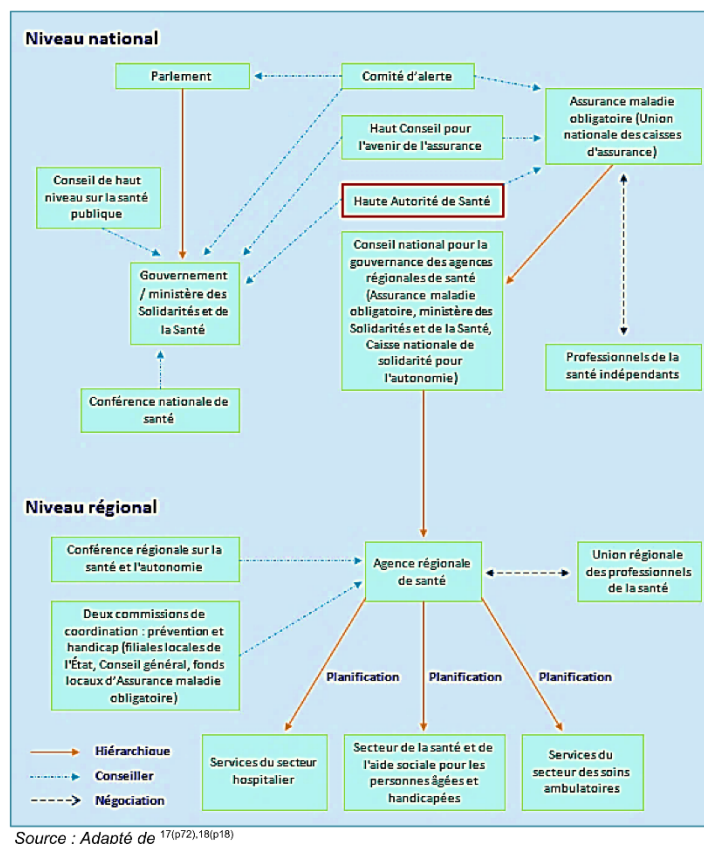 Niveau national
Parlement
Comité d'alerte
Assurance maladie
obligatoire (Union
nationale des caisses
d'assurance)
Haut Conseil pour
l'avenir de l'assurance
Conseil de haut
niveau sur la santé
publique
Haute Autorité de Santé
Gouvernement
/ ministère des
Solidarités et de
la Santé
Conseil national pour la
gouvernance des agences
régionales de santé
(Assurance maladie
obligatoire, ministère des
Solidarités et de la Santé,
Caisse nationale de
solidarité pour
l'autonomie)
Professionnels de la
santé indépendants
Conférence nationale de
santé
Niveau régional
Conférence régionale sur la
santé et l'autonomie
Agence régionale
de santé
Union régionale
des professionnels
de la santé
Deux commissions de
coordination : prévention et
handicap (filiales locales de
l'État, Conseil général, fonds
locaux d'Assurance maladie
obligatoire)
Planification
Planification
Planification
Hiérarchique
Conseiller
Négociation
Services du secteur
hospitalier
Secteur de la santé et de
l'aide sociale pour les
personnes âgées et
handicapées
Services du
secteur des soins
ambulatoires
Source : Adapté de 17(p72),18(p18)